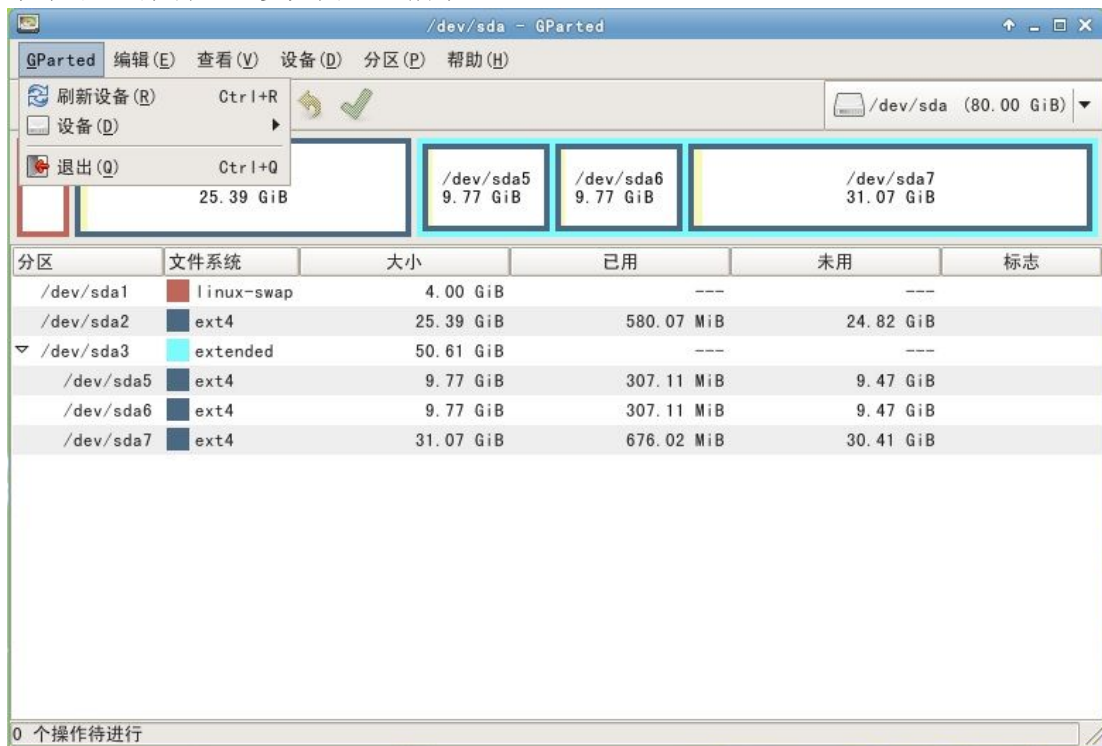 /dev/sda - GParted
GParted 编辑(E) 查看(V) 设备(D) 分区(P) 帮助(H)
刷新设备(R) Ctrl+R
设备(D)
退出(Q) Ctrl+Q
/dev/sda (80.00 GiB)
25.39 GiB
/dev/sda5
9.77 GiB
/dev/sda6
9.77 GiB
/dev/sda7
31.07 GiB
分区 文件系统 大小 已用 未用 标志
/dev/sda1 linux-swap 4.00 GiB --- ---
/dev/sda2 ext4 25.39 GiB 580.07 MiB 24.82 GiB
/dev/sda3 extended 50.61 GiB --- ---
/dev/sda5 ext4 9.77 GiB 307.11 MiB 9.47 GiB
/dev/sda6 ext4 9.77 GiB 307.11 MiB 9.47 GiB
/dev/sda7 ext4 31.07 GiB 676.02 MiB 30.41 GiB
0 个操作待进行